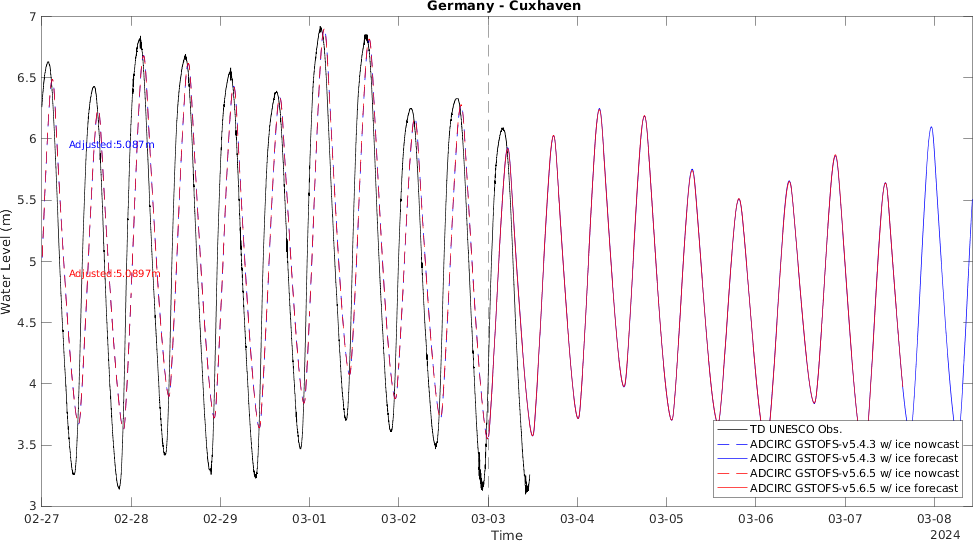 Germany - Cuxhaven
7
6.5
6
5.5
5
4.5
4
3.5
3
Water Level (m)
Adjusted:5.087m
Adjusted:5.0897m
TD UNESCO Obs.
ADCIRC GSTOFS-v5.4.3 w/ ice nowcast
ADCIRC GSTOFS-v5.4.3 w/ ice forecast
ADCIRC GSTOFS-v5.6.5 w/ ice nowcast
ADCIRC GSTOFS-v5.6.5 w/ ice forecast
02-27 02-28 02-29 03-01 03-02 03-03 03-04 03-05 03-06 03-07 03-08
Time
2024